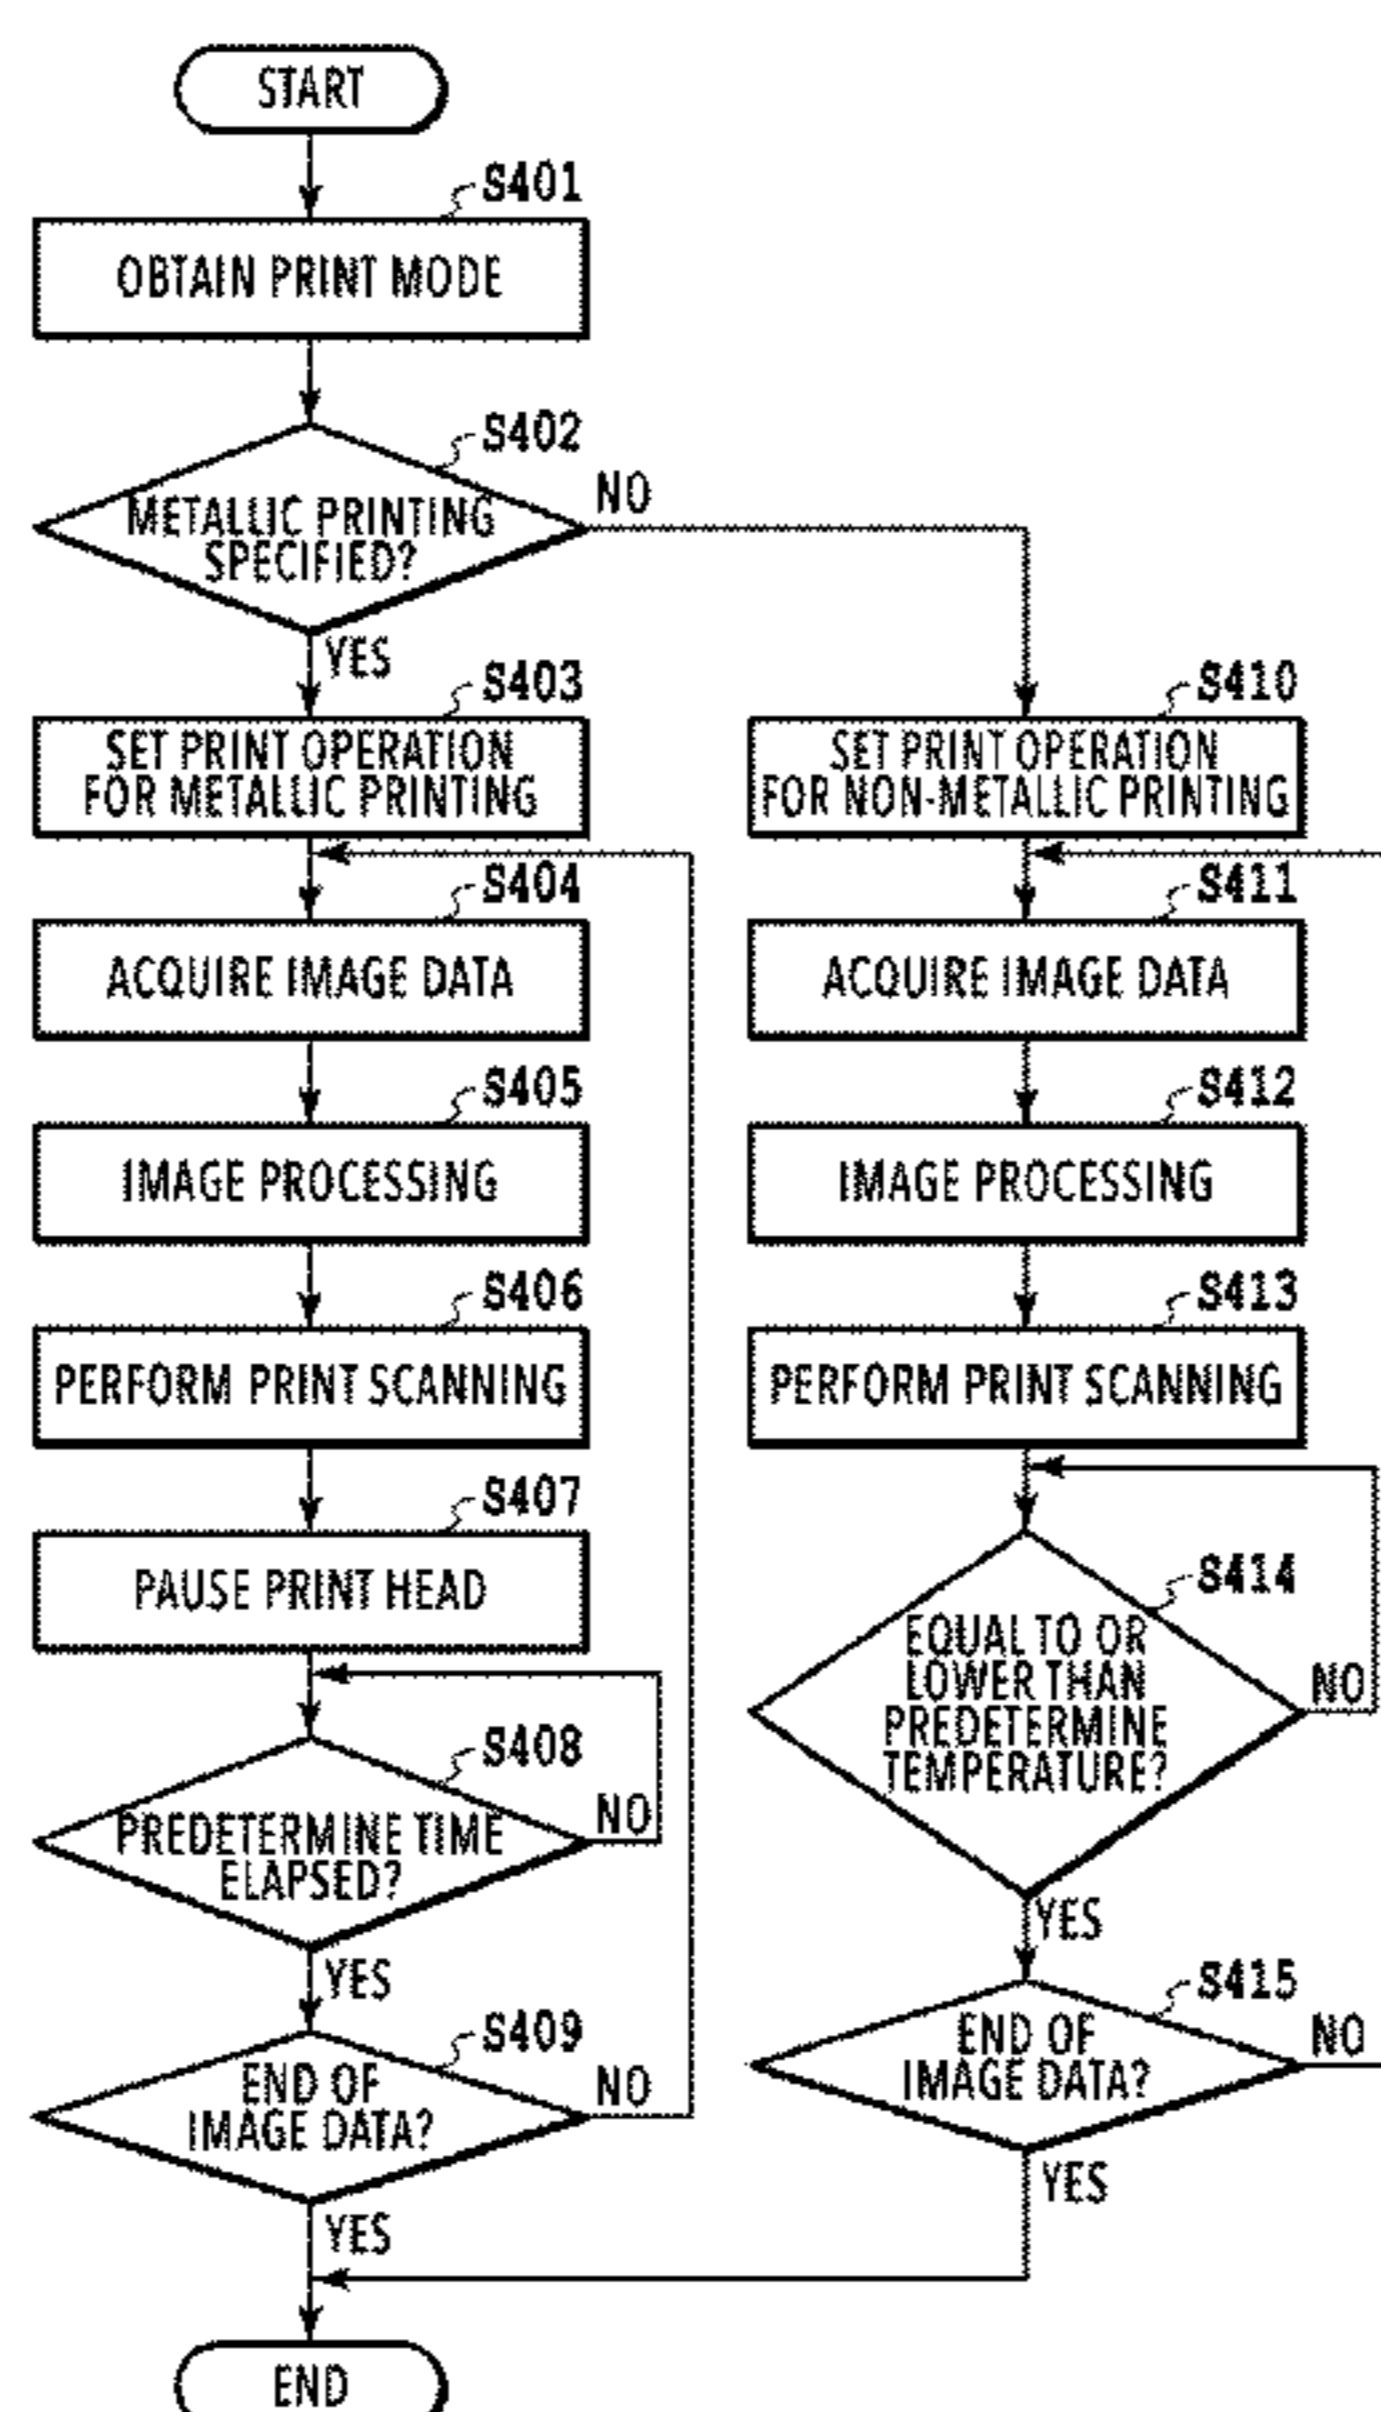 START
S401
OBTAIN PRINT MODE
S402
METALLIC PRINTING
SPECIFIED?
NO
YES
S403
SET PRINT OPERATION
FOR METALLIC PRINTING
S404
ACQUIRE IMAGE DATA
S405
IMAGE PROCESSING
S406
PERFORM PRINT SCANNING
S407
PAUSE PRINT HEAD
S408
PREDETERMINE TIME
ELAPSED?
NO
YES
S409
END OF
IMAGE DATA?
NO
YES
S410
SET PRINT OPERATION
FOR NON-METALLIC PRINTING
S411
ACQUIRE IMAGE DATA
S412
IMAGE PROCESSING
S413
PERFORM PRINT SCANNING
S414
EQUAL TO OR
LOWER THAN
PREDETERMINE
TEMPERATURE?
NO
YES
S415
END OF
IMAGE DATA?
NO
YES
END